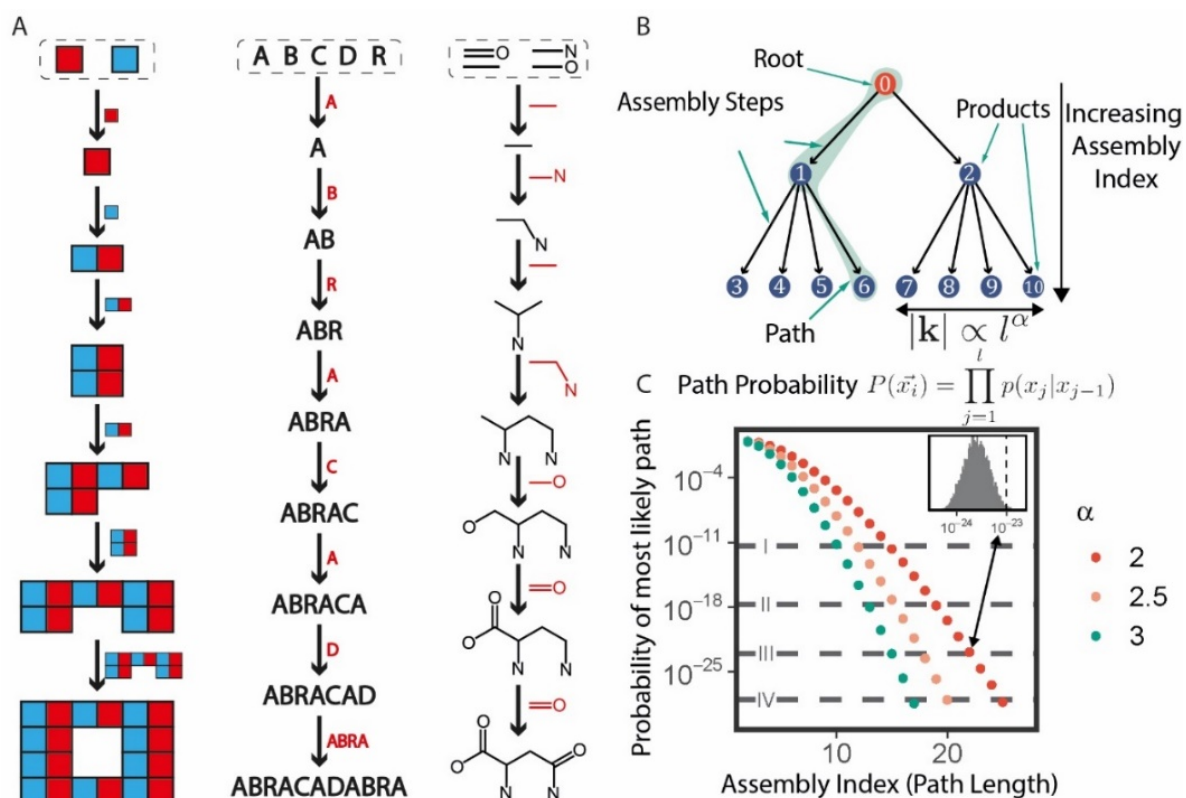 A
A B C D R
A
A
B
AB
R
ABR
A
ABRA
C
ABRAC
A
ABRACA
D
ABRACAD
ABRA
ABRACADABRA
O
N
O
N
N
N
N
N
O
O
N
N
O
O
O
N
N
O
O
O
O
N
N
B
Root
Assembly Steps
Products
Increasing
Assembly
Index
0
1
2
3
4
5
6
7
8
9
10
Path
|k| ∝ l^α
C Path Probability P(x⃗_i) = ∏_{j=1}^{l} p(x_j|x_{j−1})
Probability of most likely path
10^−4
10^−11
10^−18
10^−25
I
II
III
IV
10^−24
10^−23
10
20
Assembly Index (Path Length)
α
2
2.5
3